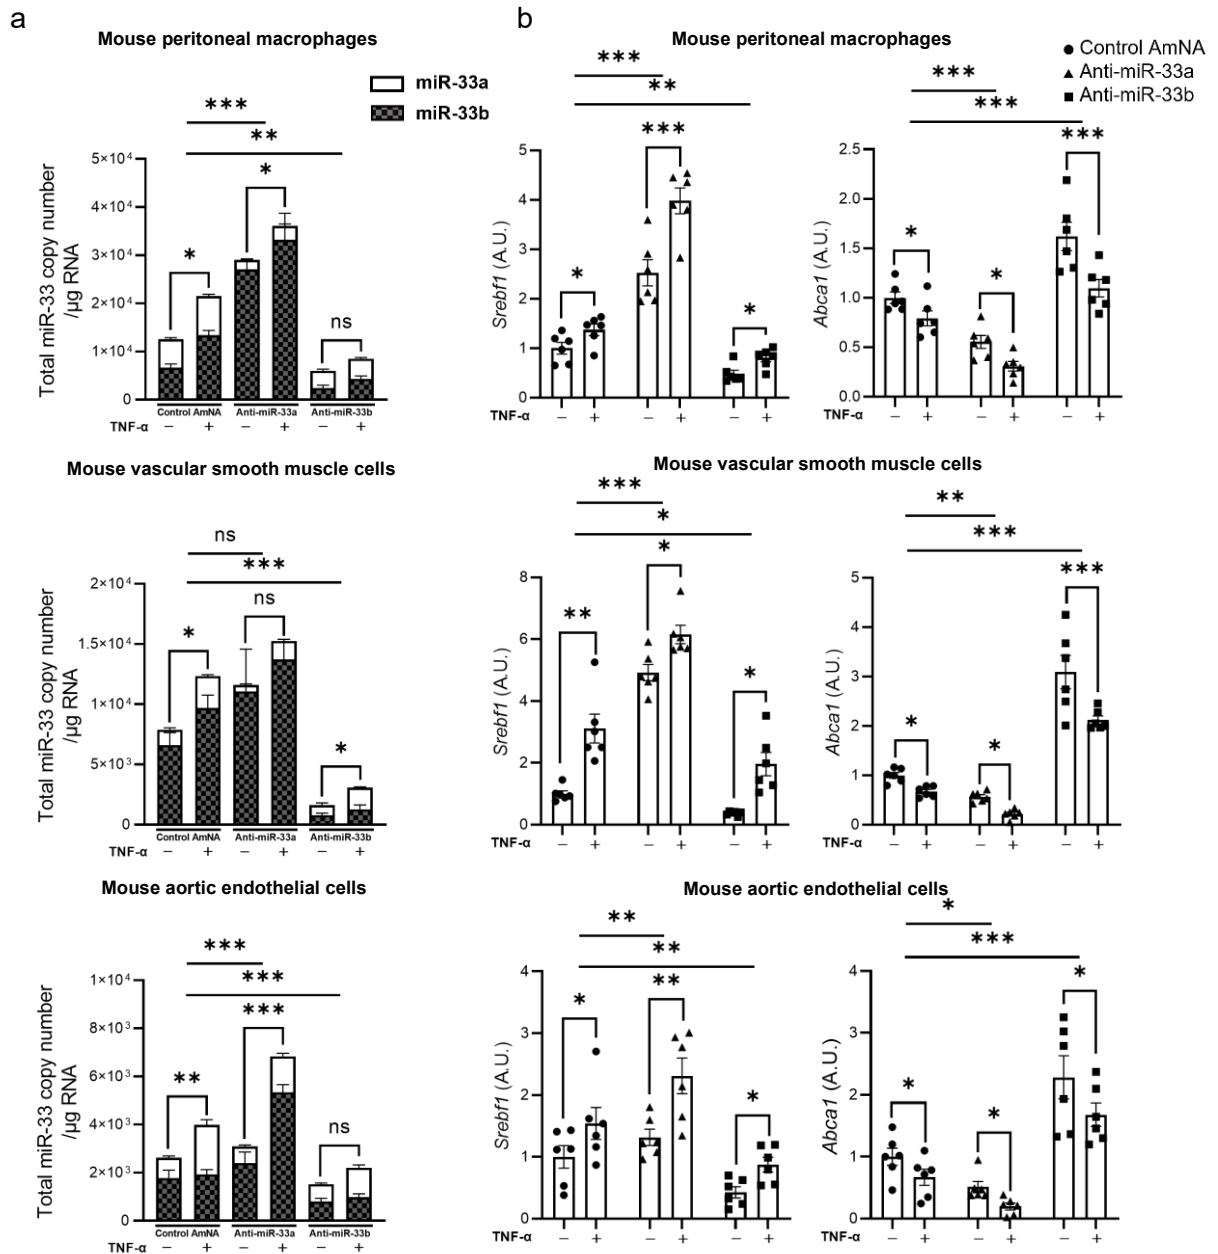 a
Mouse peritoneal macrophages
miR-33a
miR-33b
***
**
*
*
ns
Total miR-33 copy number
/µg RNA
5×10⁴
4×10⁴
3×10⁴
2×10⁴
1×10⁴
0
Control AmNA Anti-miR-33a Anti-miR-33b
TNF-α − + − + − +
Mouse vascular smooth muscle cells
ns
***
ns
*
*
Total miR-33 copy number
/µg RNA
2×10⁴
1.5×10⁴
1×10⁴
5×10³
0
Control AmNA Anti-miR-33a Anti-miR-33b
TNF-α − + − + − +
Mouse aortic endothelial cells
***
***
***
**
ns
Total miR-33 copy number
/µg RNA
1×10⁴
8×10³
6×10³
4×10³
2×10³
0
Control AmNA Anti-miR-33a Anti-miR-33b
TNF-α − + − + − +
b
Mouse peritoneal macrophages
Control AmNA
Anti-miR-33a
Anti-miR-33b
***
**
***
*
*
Srebf1 (A.U.)
5
4
3
2
1
0
TNF-α − + − + − +
***
***
***
*
*
Abca1 (A.U.)
2.5
2.0
1.5
1.0
0.5
0.0
− + − + − +
Mouse vascular smooth muscle cells
***
*
*
**
*
Srebf1 (A.U.)
8
6
4
2
0
TNF-α − + − + − +
**
***
***
*
*
Abca1 (A.U.)
5
4
3
2
1
0
− + − + − +
Mouse aortic endothelial cells
**
**
**
*
*
Srebf1 (A.U.)
4
3
2
1
0
TNF-α − + − + − +
*
***
*
*
*
Abca1 (A.U.)
4
3
2
1
0
− + − + − +